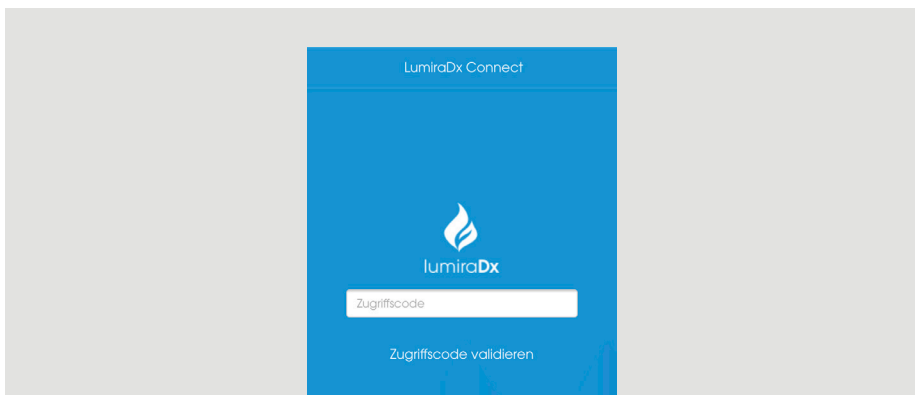 LumiraDx Connect
lumiraDx
Zugriffscode
Zugriffscode validieren